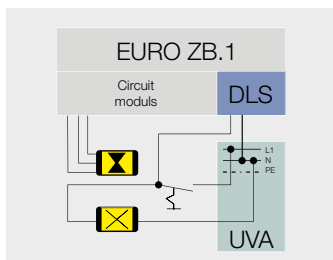 EURO ZB.1
Circuit
moduls
DLS
L1
N
PE
UVA